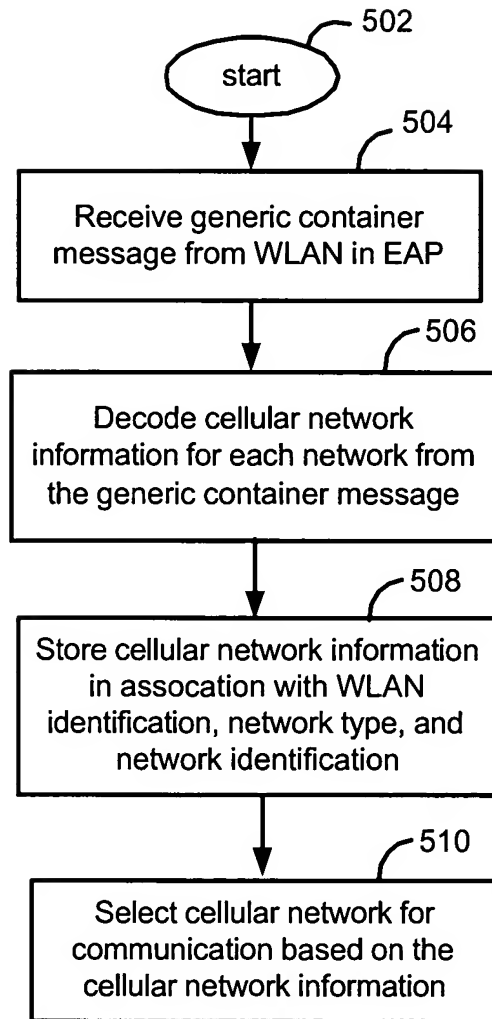 502
start
504
Receive generic container
message from WLAN in EAP
506
Decode cellular network
information for each network from
the generic container message
508
Store cellular network information
in assocation with WLAN
identification, network type, and
network identification
510
Select cellular network for
communication based on the
cellular network information